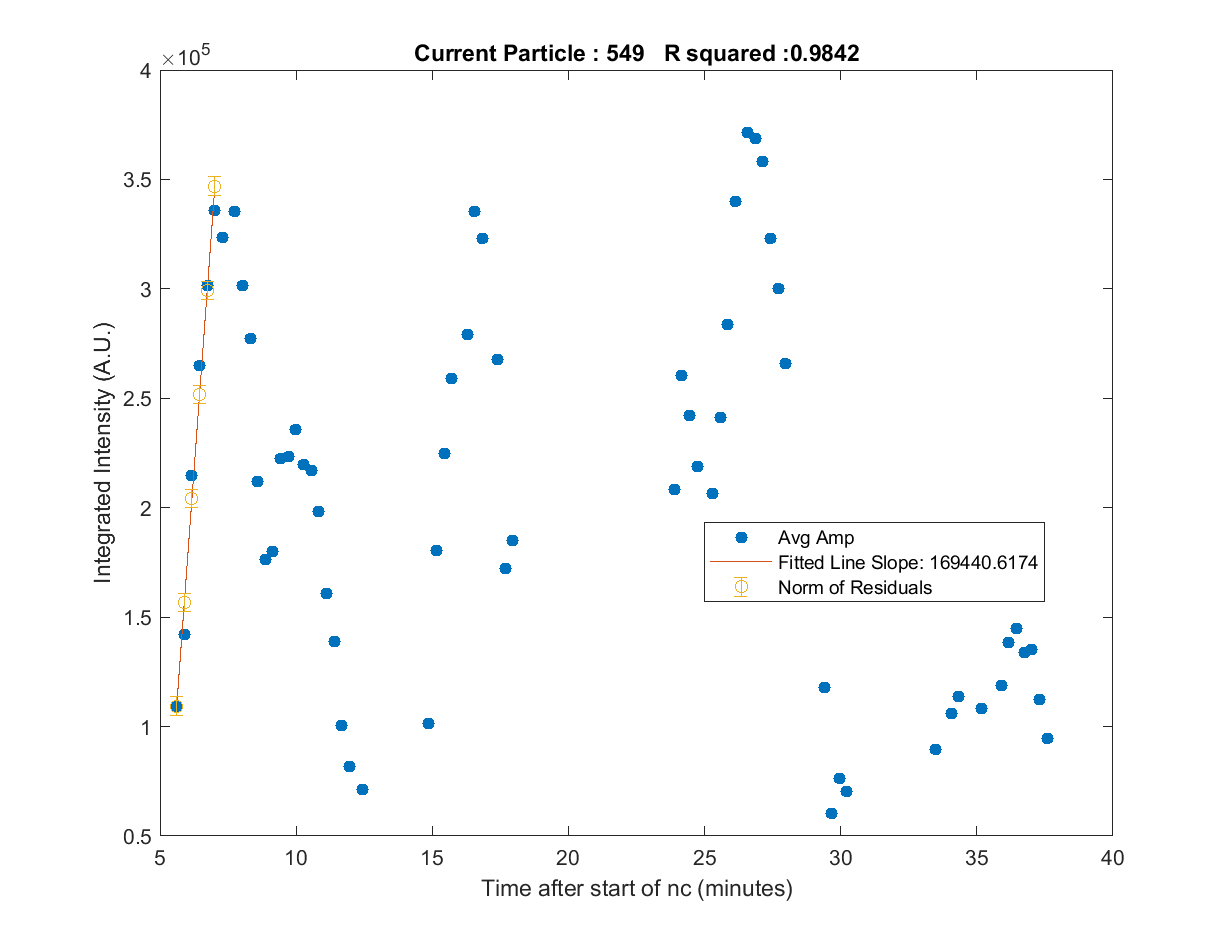 Current Particle : 549   R squared :0.9842
×10^5
4
3.5
3
2.5
2
1.5
1
0.5
5 10 15 20 25 30 35 40
Integrated Intensity (A.U.)
Time after start of nc (minutes)
Avg Amp
Fitted Line Slope: 169440.6174
Norm of Residuals